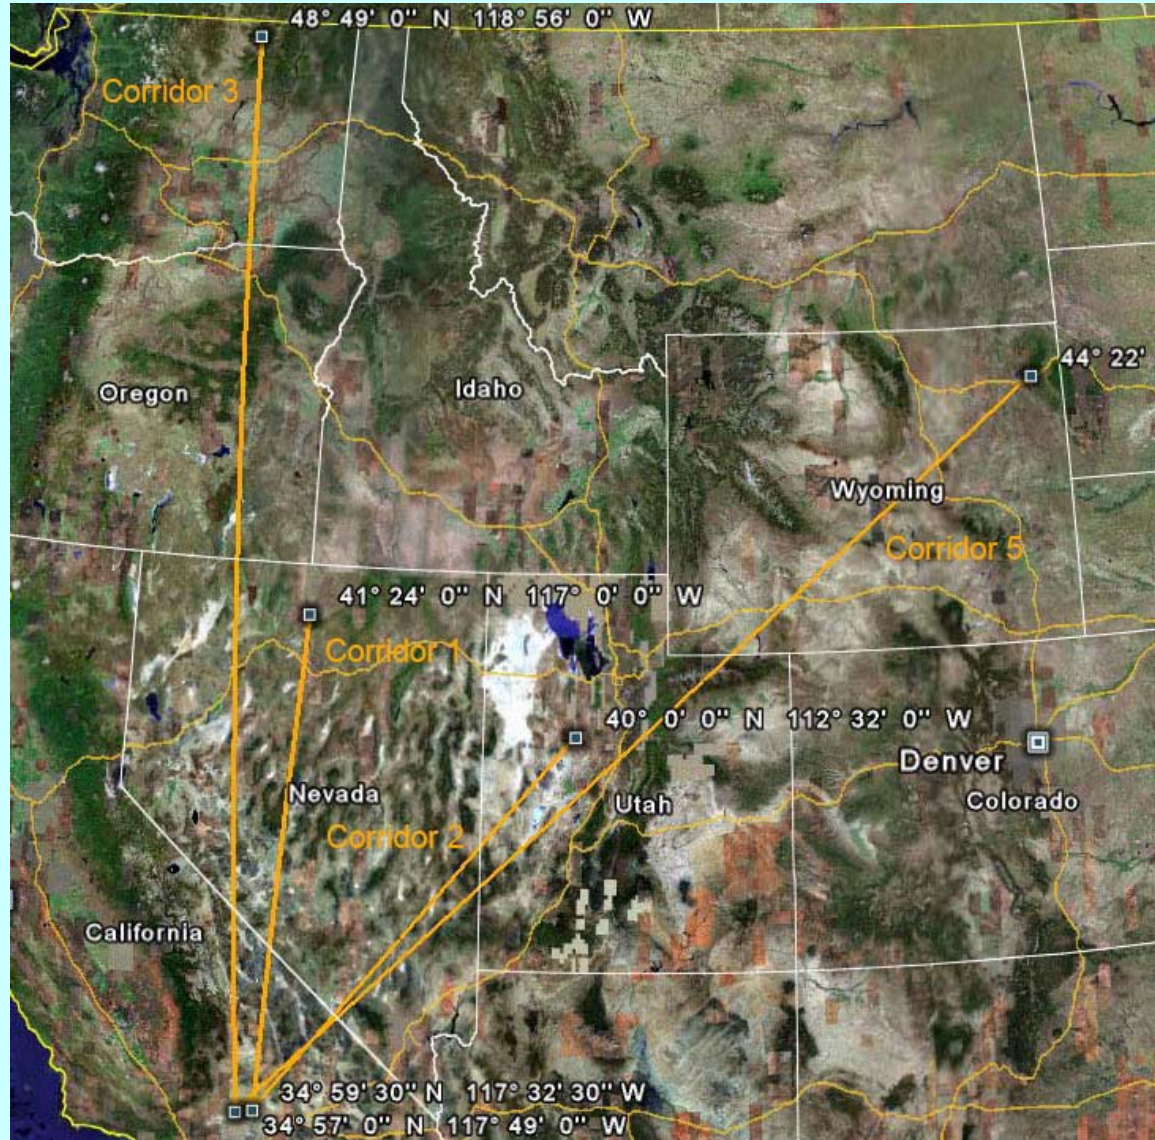 48° 49' 0" N 118° 56' 0" W
Corridor 3
44° 22'
Oregon
Idaho
Wyoming
Corridor 5
41° 24' 0" N 117° 0' 0" W
Corridor 1
40° 0' 0" N 112° 32' 0" W
Denver
Nevada
Utah
Colorado
Corridor 2
California
34° 59' 30" N 117° 32' 30" W
34° 57' 0" N 117° 49' 0" W